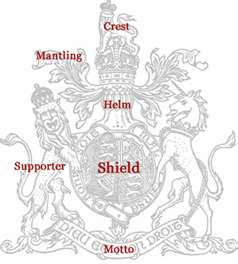 Crest
Mantling
Helm
Supporter
Shield
DIEU E
DROIT
Motto